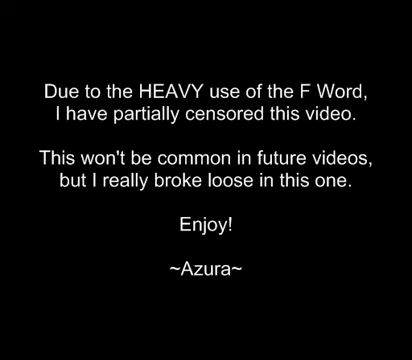 Due to the HEAVY use of the F Word,
I have partially censored this video.
This won't be common in future videos,
but I really broke loose in this one.
Enjoy!
~Azura~